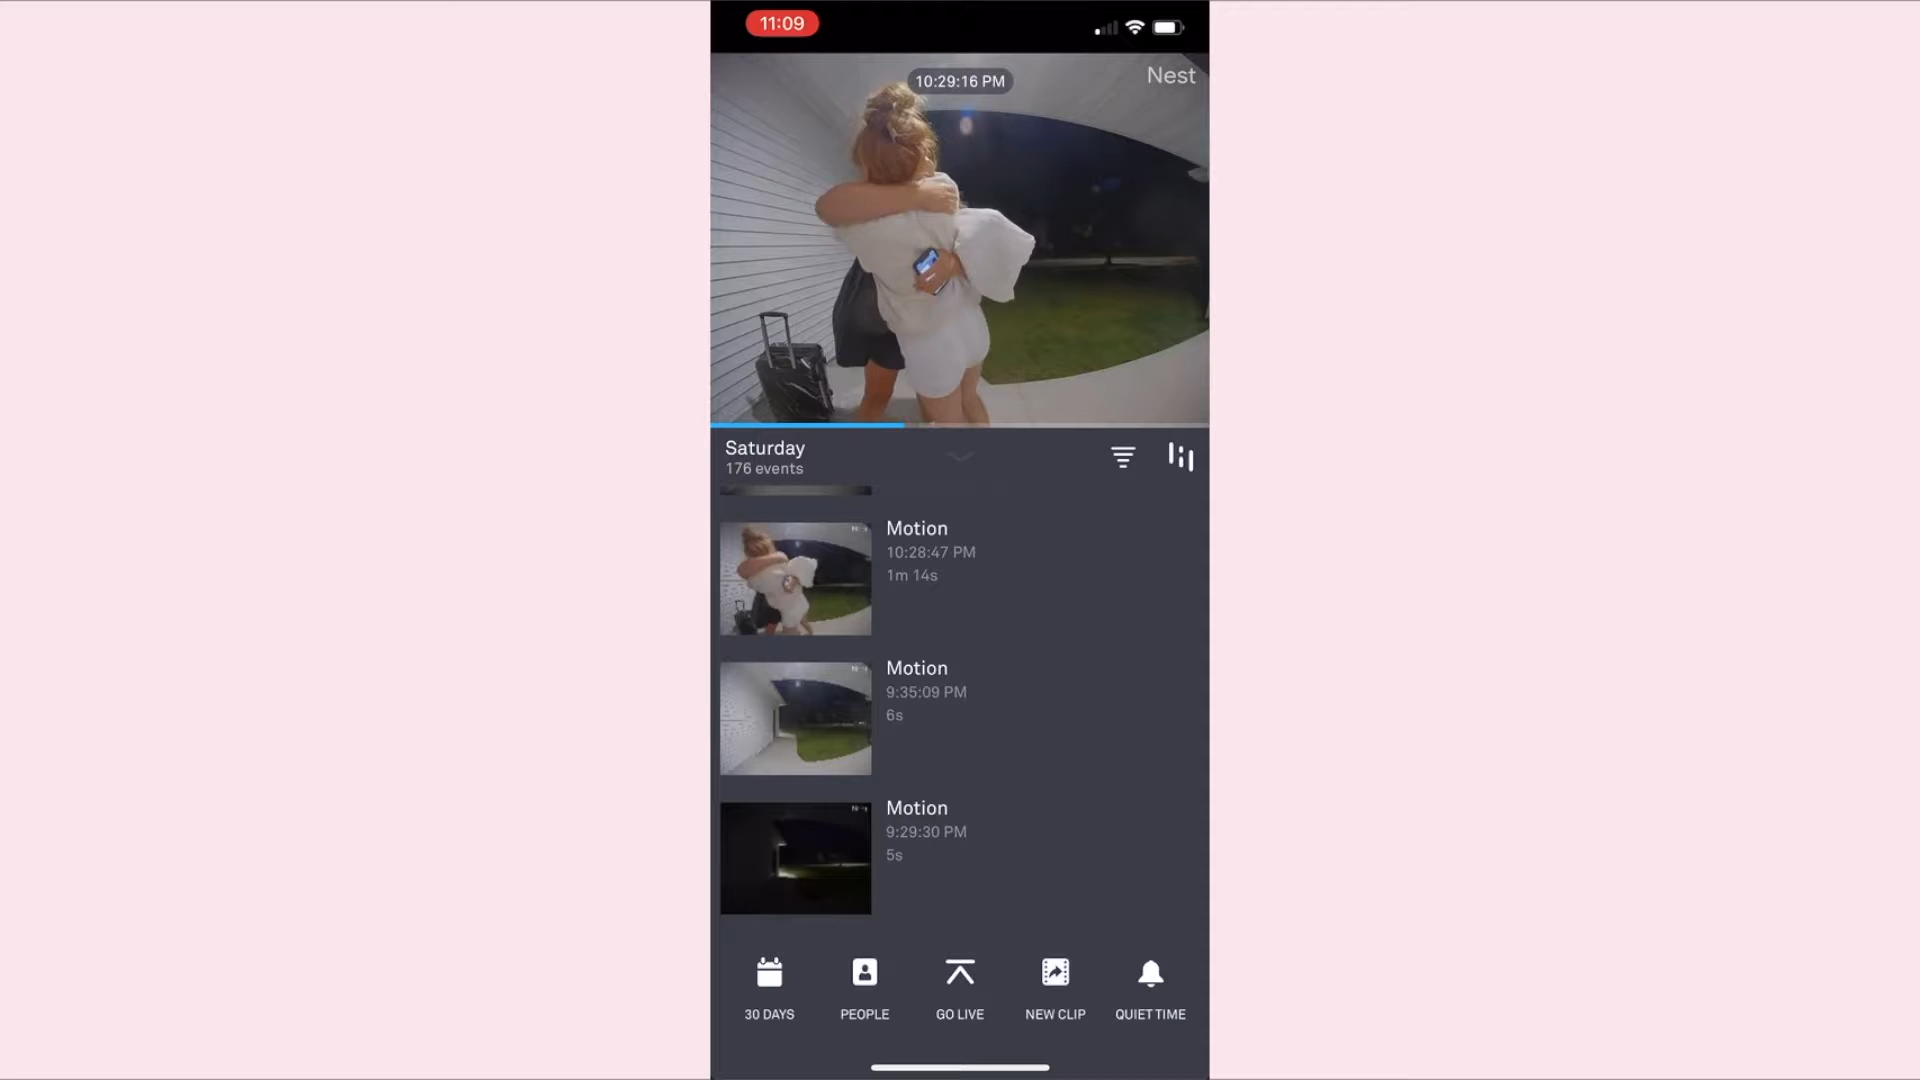 11:09
10:29:16 PM
Nest
Saturday
176 events
Motion
10:28:47 PM
1m 14s
Motion
9:35:09 PM
6s
Motion
9:29:30 PM
5s
30 DAYS
PEOPLE
GO LIVE
NEW CLIP
QUIET TIME